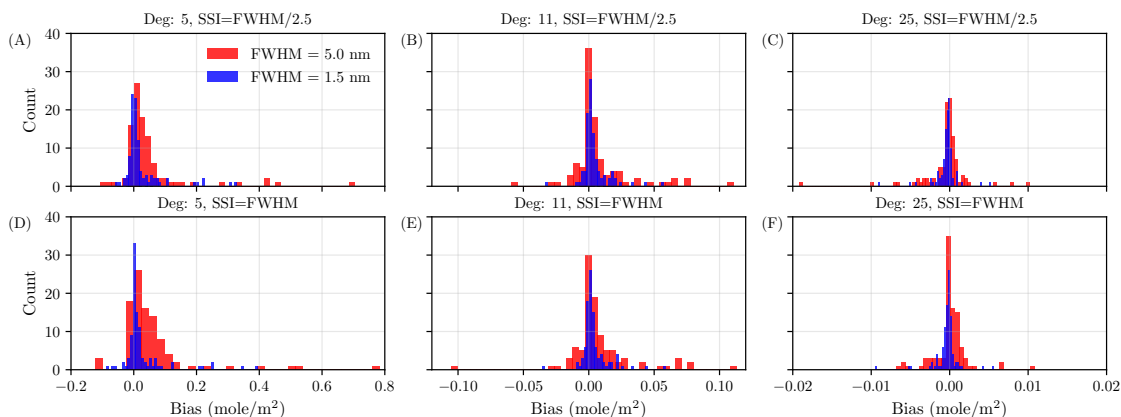 Deg: 5, SSI=FWHM/2.5
Deg: 11, SSI=FWHM/2.5
Deg: 25, SSI=FWHM/2.5
(A)
(B)
(C)
FWHM = 5.0 nm
FWHM = 1.5 nm
Count
40
30
20
10
0
Deg: 5, SSI=FWHM
Deg: 11, SSI=FWHM
Deg: 25, SSI=FWHM
(D)
(E)
(F)
Count
40
30
20
10
0
−0.2 0.0 0.2 0.4 0.6 0.8
−0.10 −0.05 0.00 0.05 0.10
−0.02 −0.01 0.00 0.01 0.02
Bias (mole/m²)
Bias (mole/m²)
Bias (mole/m²)